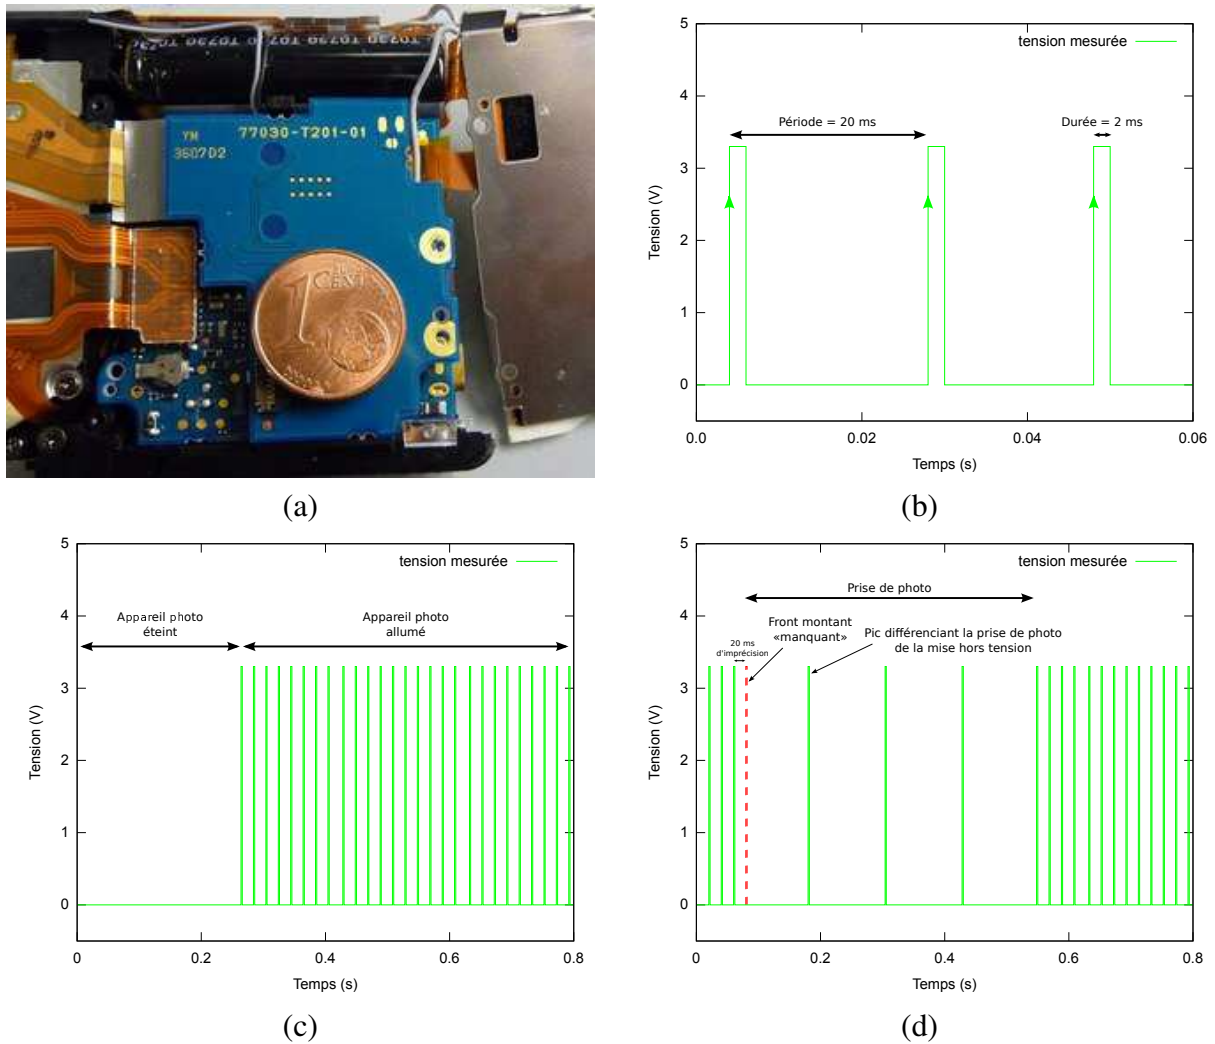 YM
3607D2
77030-T201-01
1
CENT
(a)
5
4
3
2
1
0
Tension (V)
tension mesurée
Période = 20 ms
Durée = 2 ms
0.0
0.02
0.04
0.06
Temps (s)
(b)
5
4
3
2
1
0
Tension (V)
tension mesurée
Appareil photo
éteint
Appareil photo
allumé
0
0.2
0.4
0.6
0.8
Temps (s)
(c)
5
4
3
2
1
0
Tension (V)
tension mesurée
Prise de photo
20 ms
d'imprécision
Front montant
«manquant»
Pic différenciant la prise de photo
de la mise hors tension
0
0.2
0.4
0.6
0.8
Temps (s)
(d)